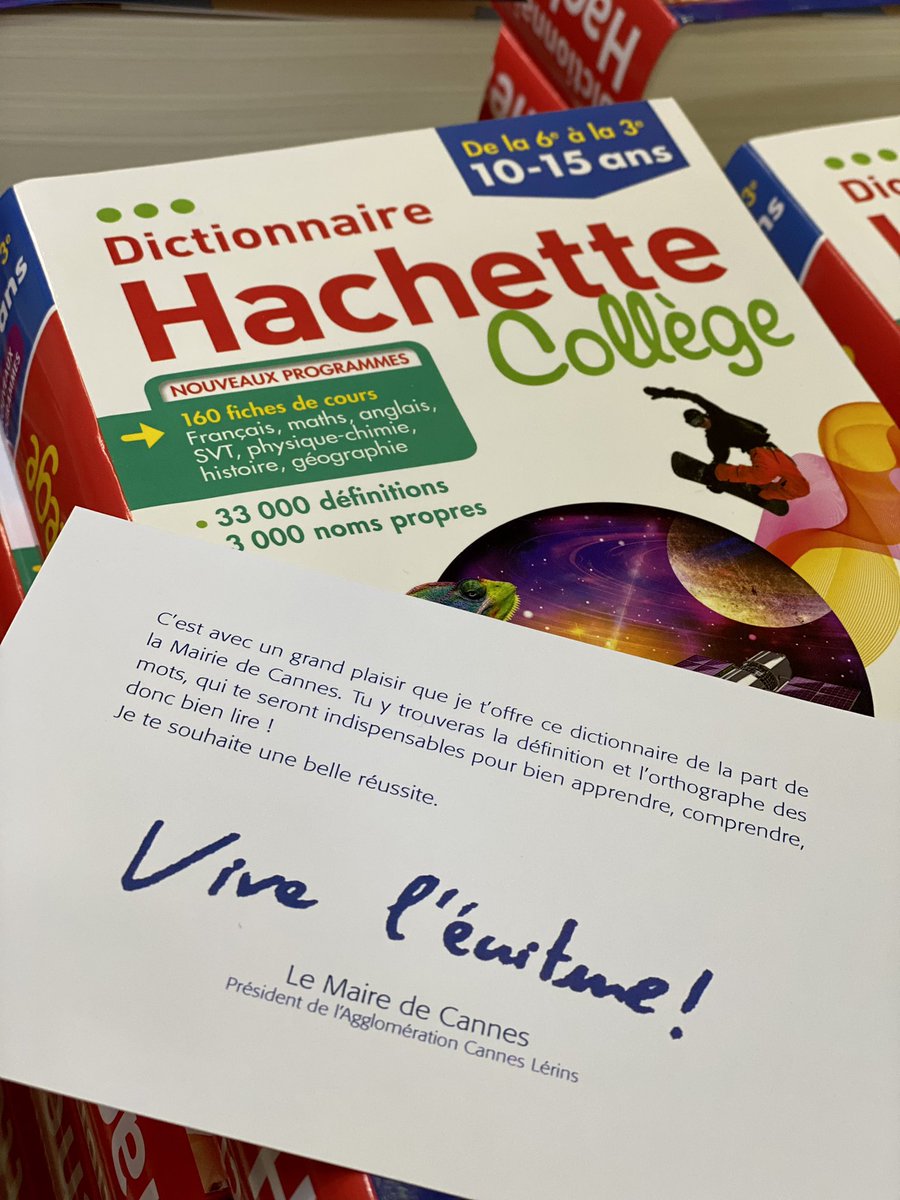 Hachette
Dictionnaire
De la 6e à la 3e
10-15 ans
Dictionnaire
Hachette
Collège
NOUVEAUX PROGRAMMES
160 fiches de cours
Français, maths, anglais,
SVT, physique-chimie,
histoire, géographie
• 33 000 définitions
3 000 noms propres
C'est avec un grand plaisir que je t'offre ce dictionnaire de la part de
la Mairie de Cannes. Tu y trouveras la définition et l'orthographe des
mots, qui te seront indispensables pour bien apprendre, comprendre,
donc bien lire !
Je te souhaite une belle réussite.
Vive l'écriture !
Le Maire de Cannes
Président de l'Agglomération Cannes Lérins